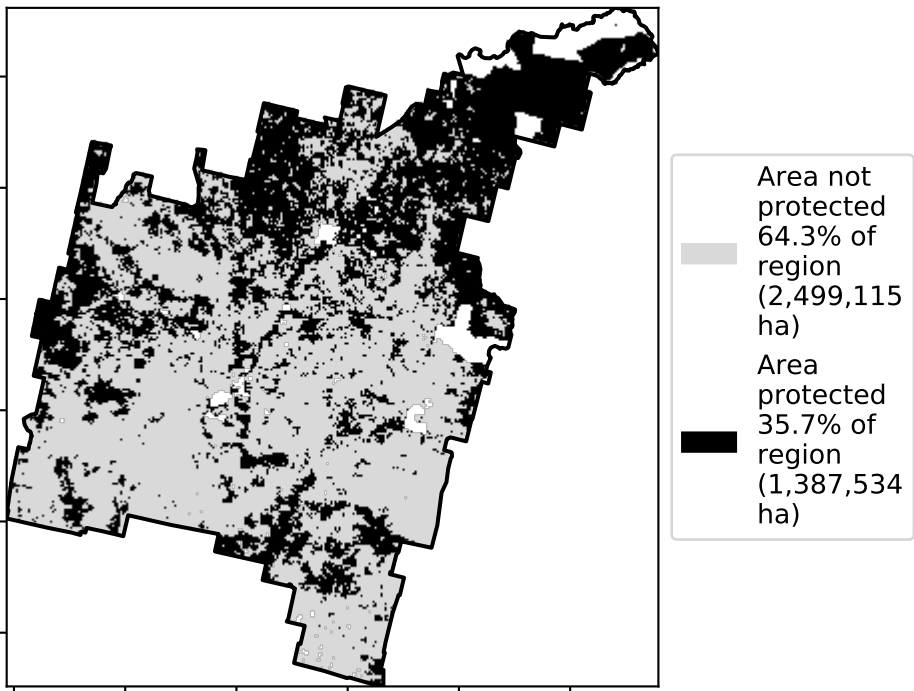 Area not
protected
64.3% of
region
(2,499,115
ha)
Area
protected
35.7% of
region
(1,387,534
ha)